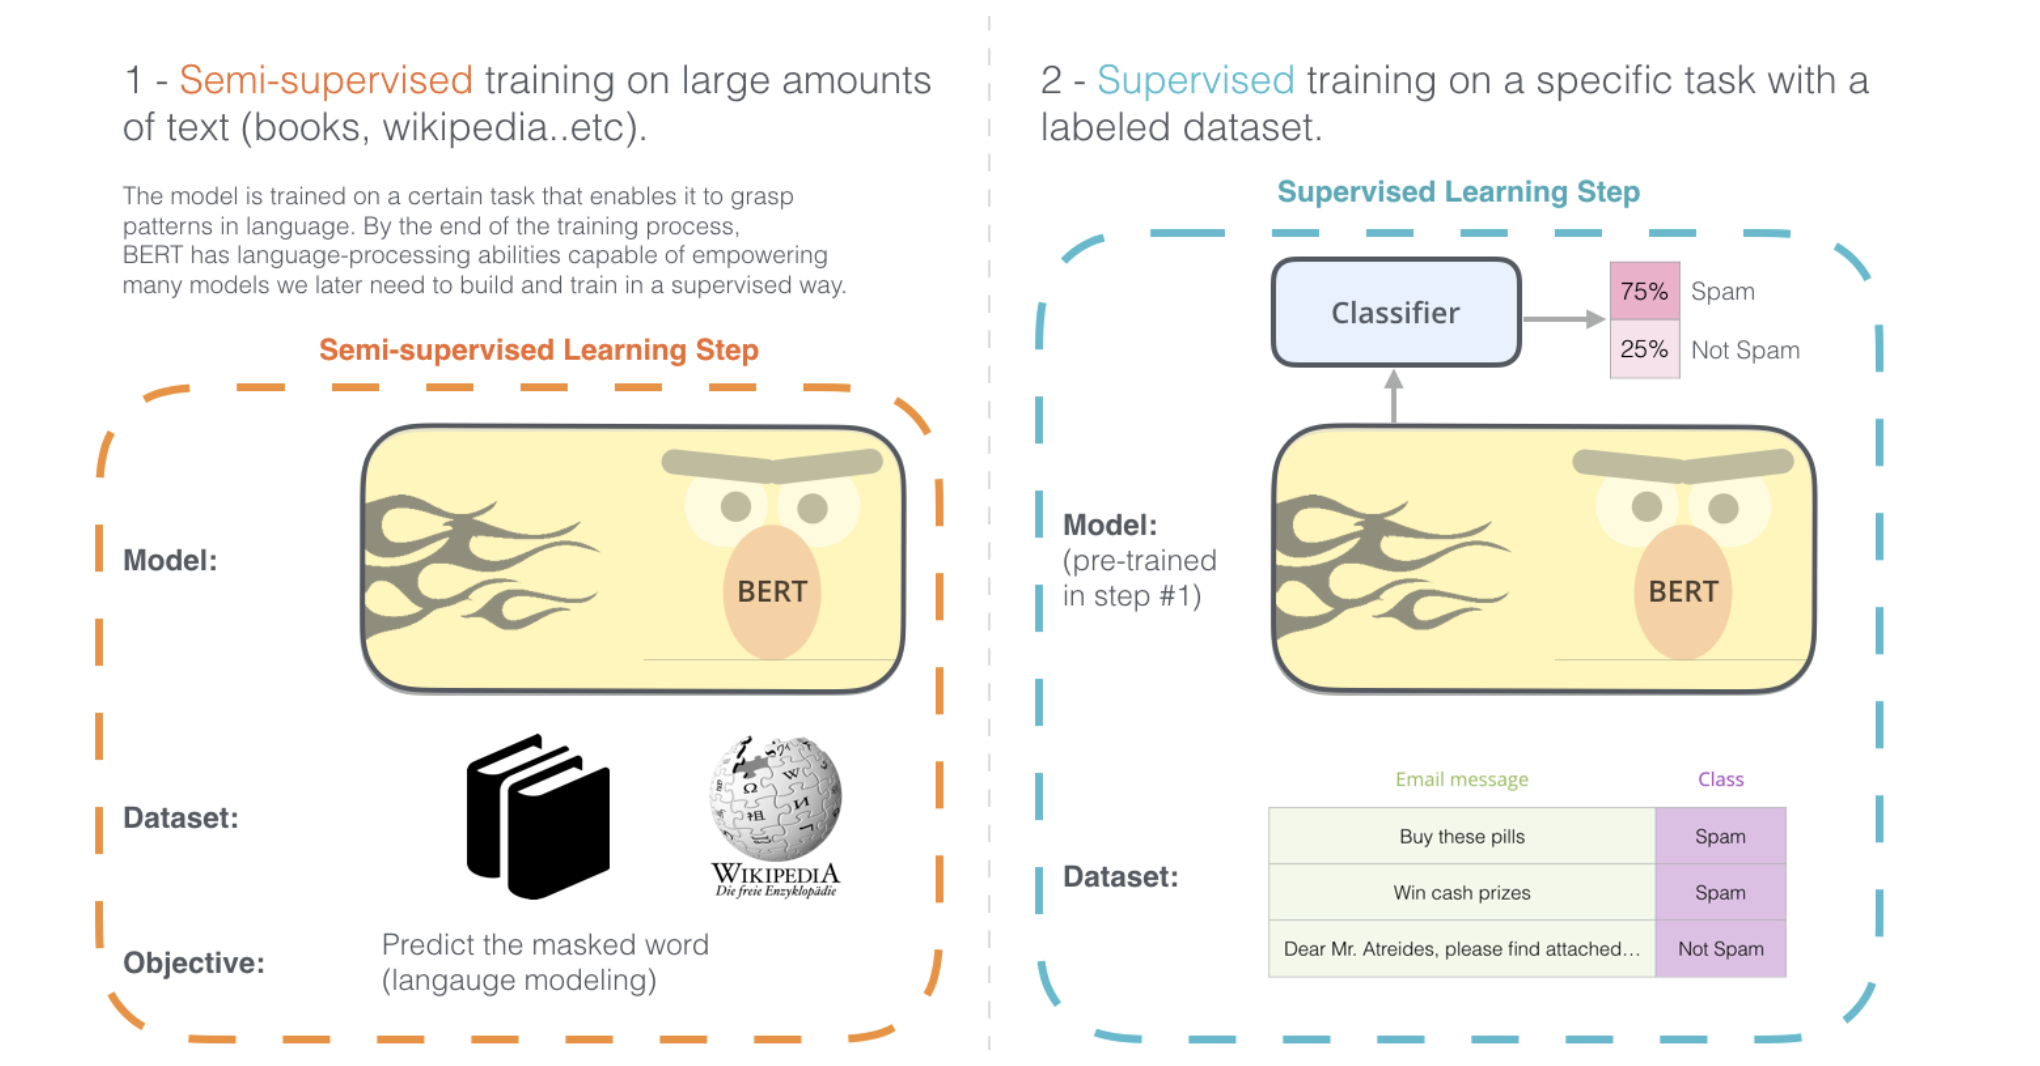 1 - Semi-supervised training on large amounts
of text (books, wikipedia..etc).
The model is trained on a certain task that enables it to grasp
patterns in language. By the end of the training process,
BERT has language-processing abilities capable of empowering
many models we later need to build and train in a supervised way.
Semi-supervised Learning Step
Model:
BERT
Dataset:
Ω
W
И
祖
WIKIPEDIA
Die freie Enzyklopädie
Objective:
Predict the masked word
(langauge modeling)
2 - Supervised training on a specific task with a
labeled dataset.
Supervised Learning Step
Classifier
75% Spam
25% Not Spam
Model:
(pre-trained
in step #1)
BERT
Dataset:
Email message Class
Buy these pills Spam
Win cash prizes Spam
Dear Mr. Atreides, please find attached... Not Spam